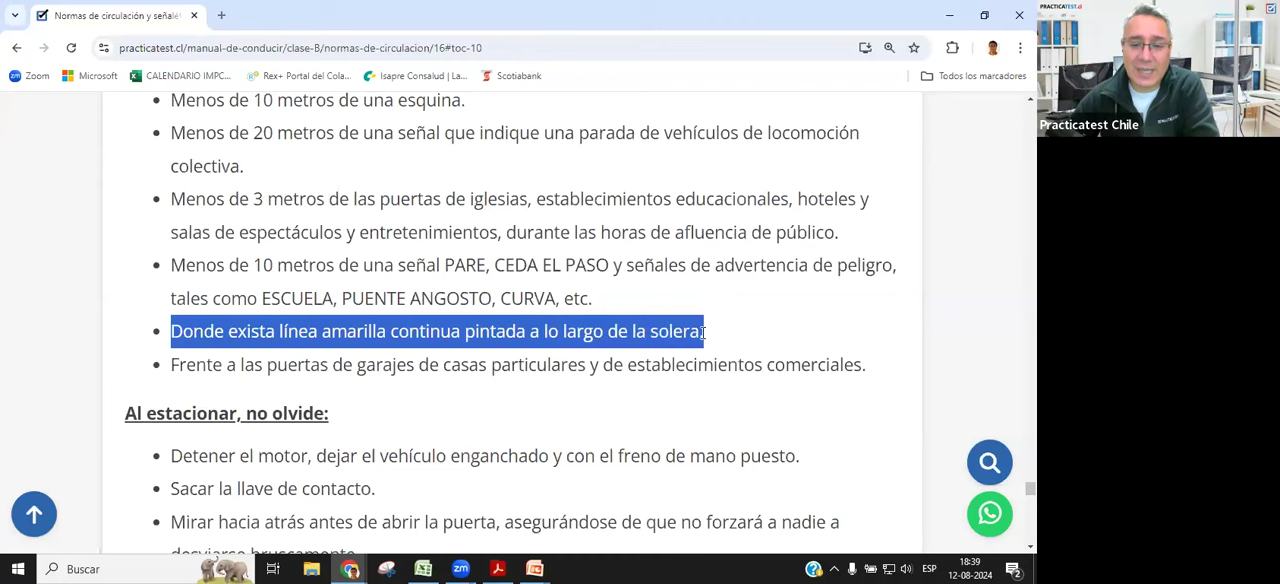 Normas de circulación y señalét
practicatest.cl/manual-de-conducir/clase-B/normas-de-circulacion/16#toc-10
Zoom
Microsoft
CALENDARIO IMPC...
Rex+ Portal del Cola...
Isapre Consalud | La...
Scotiabank
Todos los marcadores
PRACTICATEST.cl
Practicatest Chile
• Menos de 10 metros de una esquina.
• Menos de 20 metros de una señal que indique una parada de vehículos de locomoción
colectiva.
• Menos de 3 metros de las puertas de iglesias, establecimientos educacionales, hoteles y
salas de espectáculos y entretenimientos, durante las horas de afluencia de público.
• Menos de 10 metros de una señal PARE, CEDA EL PASO y señales de advertencia de peligro,
tales como ESCUELA, PUENTE ANGOSTO, CURVA, etc.
• Donde exista línea amarilla continua pintada a lo largo de la solera.
• Frente a las puertas de garajes de casas particulares y de establecimientos comerciales.
Al estacionar, no olvide:
• Detener el motor, dejar el vehículo enganchado y con el freno de mano puesto.
• Sacar la llave de contacto.
• Mirar hacia atrás antes de abrir la puerta, asegurándose de que no forzará a nadie a
desviarse bruscamente.
Buscar
ESP
18:39
12-08-2024
2